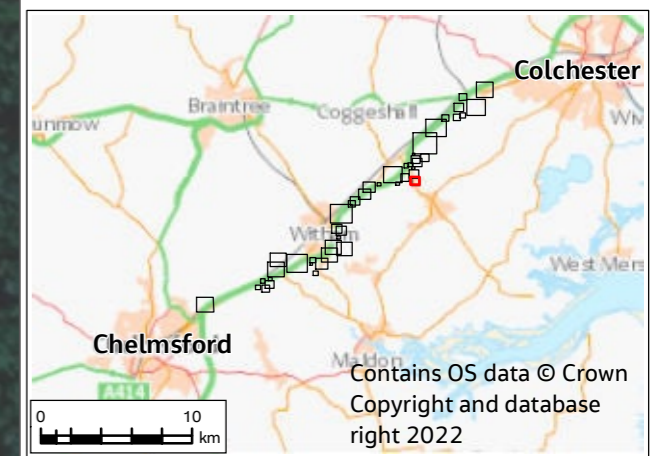 Colchester
Braintree
Coggeshall
unmow
Witham
West Mers
Chelmsford
Maldon
A414
Contains OS data © Crown
Copyright and database
right 2022
0 10
km